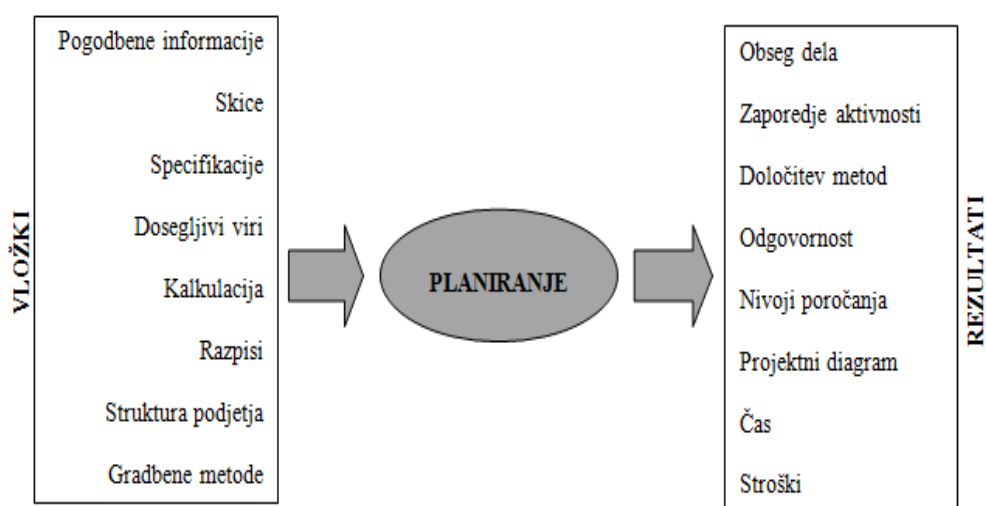 VLOŽKI
Pogodbene informacije
Skice
Specifikacije
Dosegljivi viri
Kalkulacija
Razpisi
Struktura podjetja
Gradbene metode
PLANIRANJE
Obseg dela
Zaporedje aktivnosti
Določitev metod
Odgovornost
Nivoji poročanja
Projektni diagram
Čas
Stroški
REZULTATI